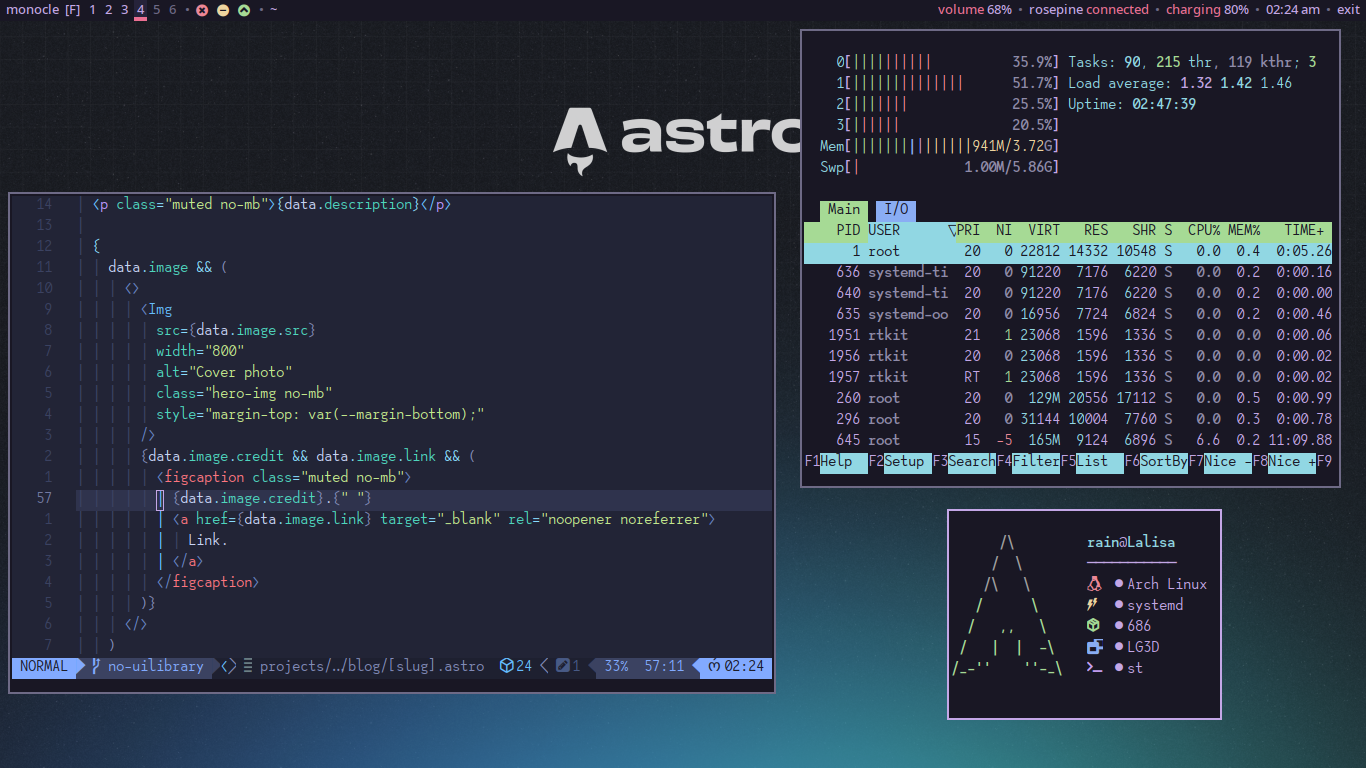 monocle [F] 1 2 3 4 5 6 • • ~
volume 68% • rosepine connected • charging 80% • 02:24 am • exit
astro
14 <p class="muted no-mb">{data.description}</p>
13
12 {
11 data.image && (
10 <>
9 <Img
8 src={data.image.src}
7 width="800"
6 alt="Cover photo"
5 class="hero-img no-mb"
4 style="margin-top: var(--margin-bottom);"
3 />
2 {data.image.credit && data.image.link && (
1 <figcaption class="muted no-mb">
57 {data.image.credit}.{" "}
1 <a href={data.image.link} target="_blank" rel="noopener noreferrer">
2 Link.
3 </a>
4 </figcaption>
5 )}
6 </>
7 )
NORMAL no-uilibrary projects/../blog/[slug].astro 24 1 33% 57:11 02:24
0[|||||||||| 35.9%] Tasks: 90, 215 thr, 119 kthr; 3
1[|||||||||||||| 51.7%] Load average: 1.32 1.42 1.46
2[||||||| 25.5%] Uptime: 02:47:39
3[|||||| 20.5%]
Mem[|||||||||||||||941M/3.72G]
Swp[| 1.00M/5.86G]
Main I/O
PID USER ▽PRI NI VIRT RES SHR S CPU% MEM% TIME+
1 root 20 0 22812 14332 10548 S 0.0 0.4 0:05.26
636 systemd-ti 20 0 91220 7176 6220 S 0.0 0.2 0:00.16
640 systemd-ti 20 0 91220 7176 6220 S 0.0 0.2 0:00.00
635 systemd-oo 20 0 16956 7724 6824 S 0.0 0.2 0:00.46
1951 rtkit 21 1 23068 1596 1336 S 0.0 0.0 0:00.06
1956 rtkit 20 0 23068 1596 1336 S 0.0 0.0 0:00.02
1957 rtkit RT 1 23068 1596 1336 S 0.0 0.0 0:00.02
260 root 20 0 129M 20556 17112 S 0.0 0.5 0:00.99
296 root 20 0 31144 10004 7760 S 0.0 0.3 0:00.78
645 root 15 -5 165M 9124 6896 S 6.6 0.2 11:09.88
F1Help F2Setup F3SearchF4FilterF5List F6SortByF7Nice -F8Nice +F9
rain@Lalisa
Arch Linux
systemd
686
LG3D
st